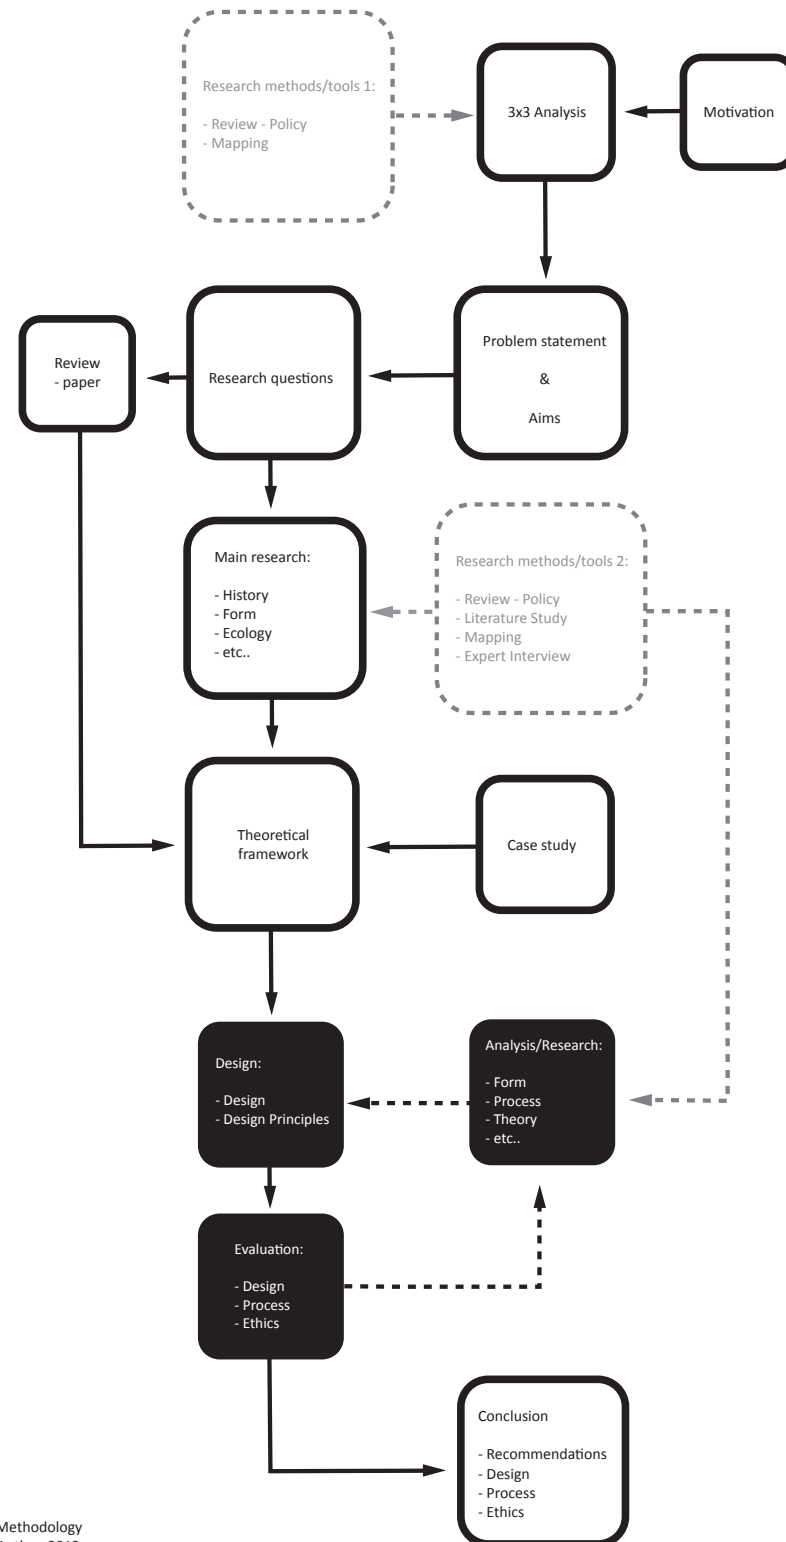 Research methods/tools 1:
- Review - Policy
- Mapping
3x3 Analysis
Motivation
Review
- paper
Research questions
Problem statement
&
Aims
Main research:
- History
- Form
- Ecology
- etc..
Research methods/tools 2:
- Review - Policy
- Literature Study
- Mapping
- Expert Interview
Theoretical
framework
Case study
Design:
- Design
- Design Principles
Analysis/Research:
- Form
- Process
- Theory
- etc..
Evaluation:
- Design
- Process
- Ethics
Conclusion
- Recommendations
- Design
- Process
- Ethics
Methodology